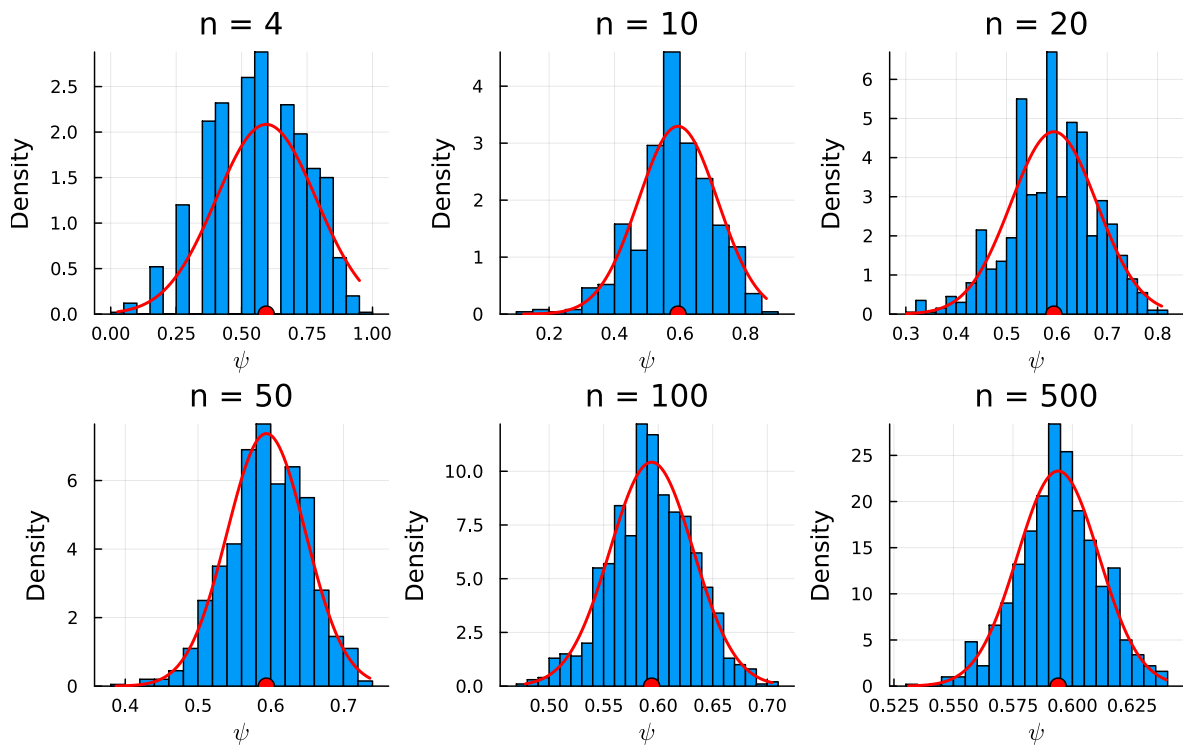 n = 4
Density
2.5
2.0
1.5
1.0
0.5
0.0
0.00 0.25 0.50 0.75 1.00
ψ
n = 10
Density
4
3
2
1
0
0.2 0.4 0.6 0.8
ψ
n = 20
Density
6
5
4
3
2
1
0
0.3 0.4 0.5 0.6 0.7 0.8
ψ
n = 50
Density
6
4
2
0
0.4 0.5 0.6 0.7
ψ
n = 100
Density
10.0
7.5
5.0
2.5
0.0
0.50 0.55 0.60 0.65 0.70
ψ
n = 500
Density
25
20
15
10
5
0
0.525 0.550 0.575 0.600 0.625
ψ